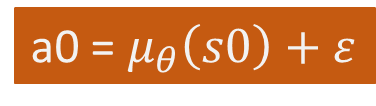 a0 = 𝜇𝜃(𝑠0) + 𝜀